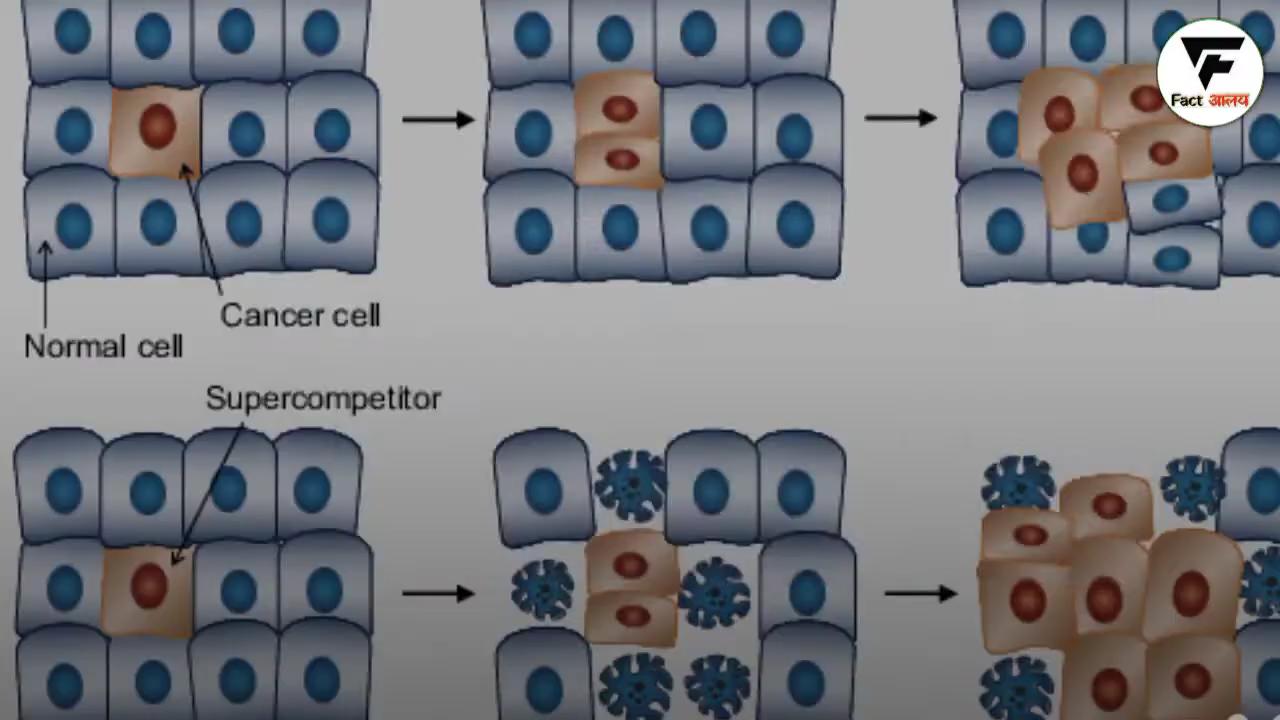 Fact आलय
Cancer cell
Normal cell
Supercompetitor